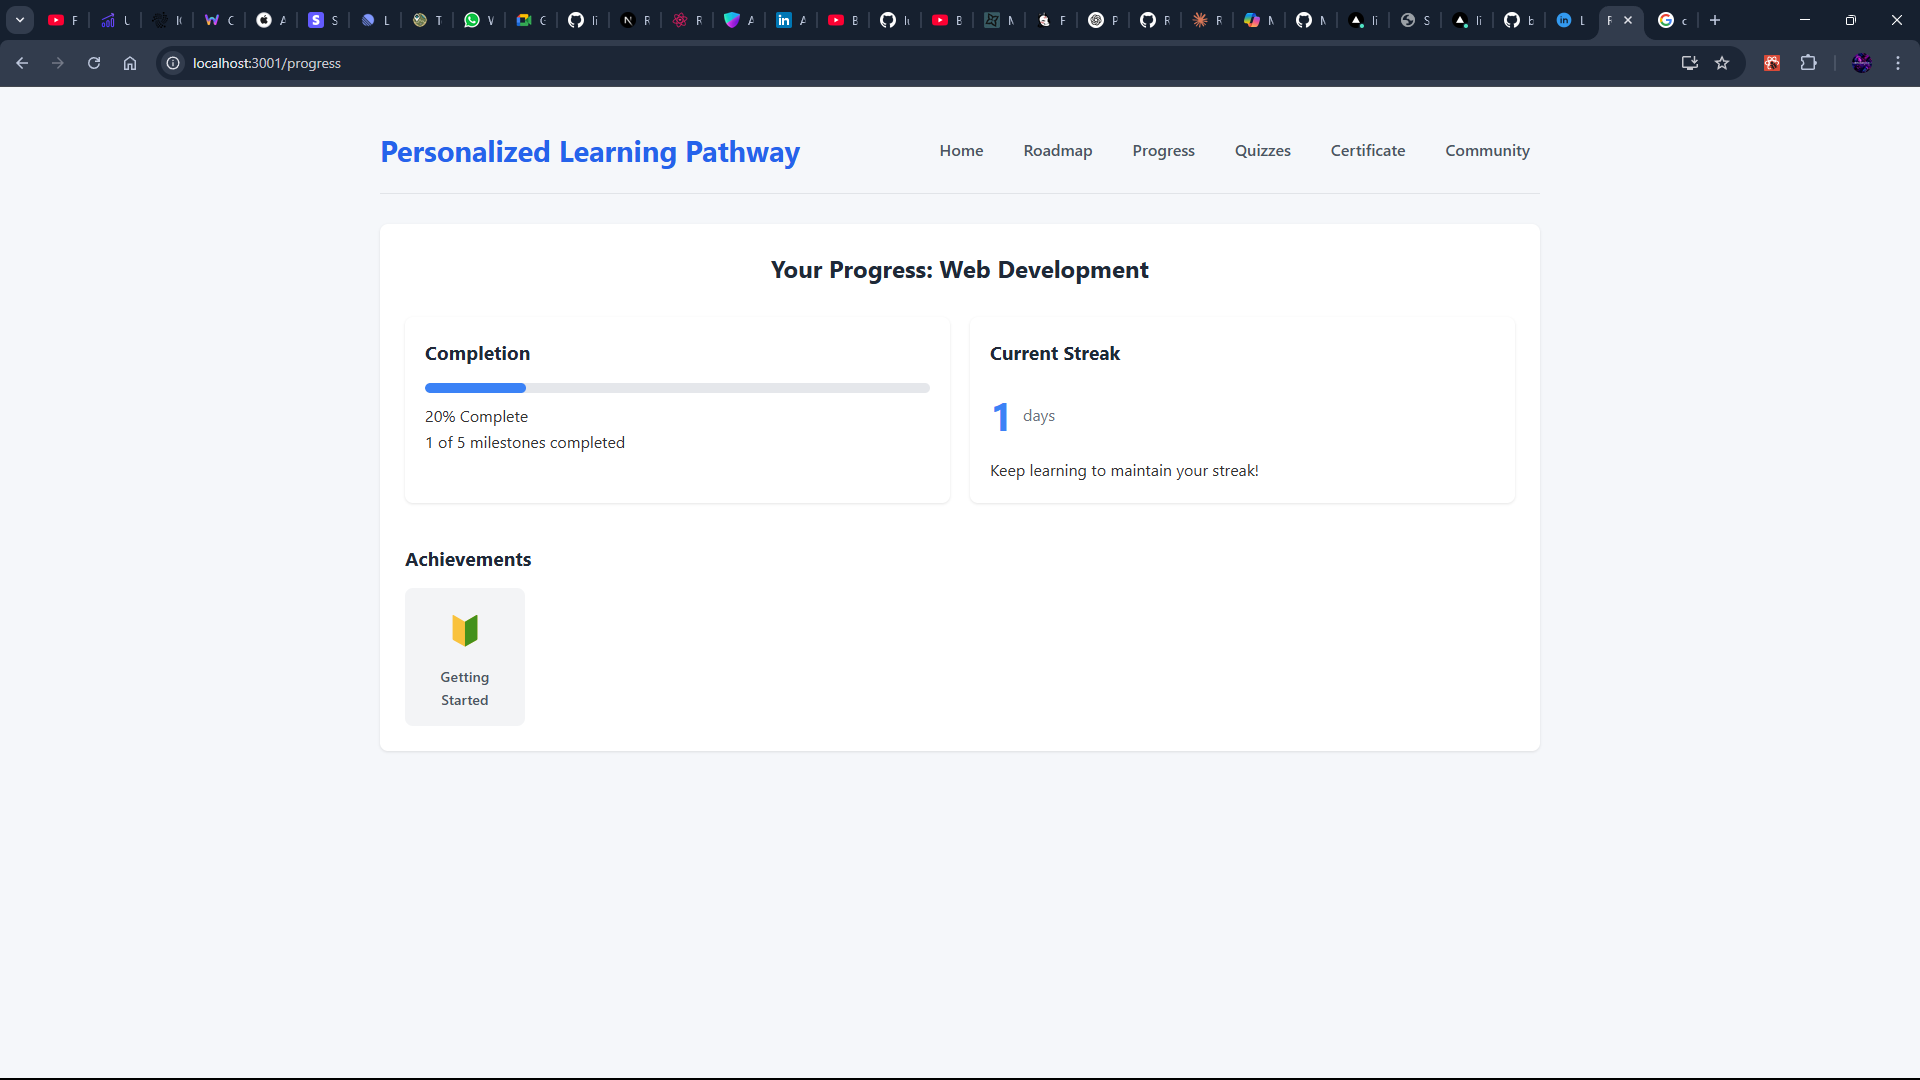 localhost:3001/progress
Personalized Learning Pathway
Home Roadmap Progress Quizzes Certificate Community
Your Progress: Web Development
Completion
20% Complete
1 of 5 milestones completed
Current Streak
1 days
Keep learning to maintain your streak!
Achievements
Getting
Started